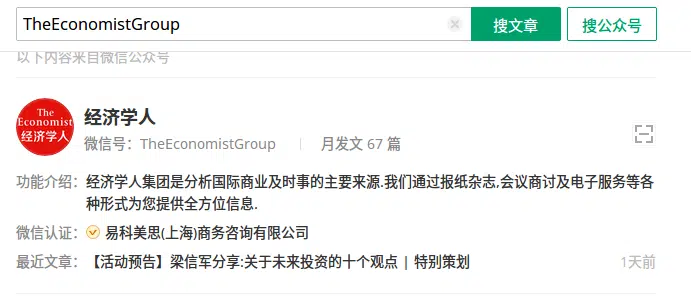 TheEconomistGroup
搜文章
搜公众号
以下内容来自微信公众号
The
Economist
经济学人
经济学人
微信号：TheEconomistGroup
月发文 67 篇
功能介绍：经济学人集团是分析国际商业及时事的主要来源.我们通过报纸杂志,会议商讨及电子服务等各
种形式为您提供全方位信息.
微信认证：易科美思(上海)商务咨询有限公司
最近文章：【活动预告】梁信军分享:关于未来投资的十个观点 | 特别策划
1天前